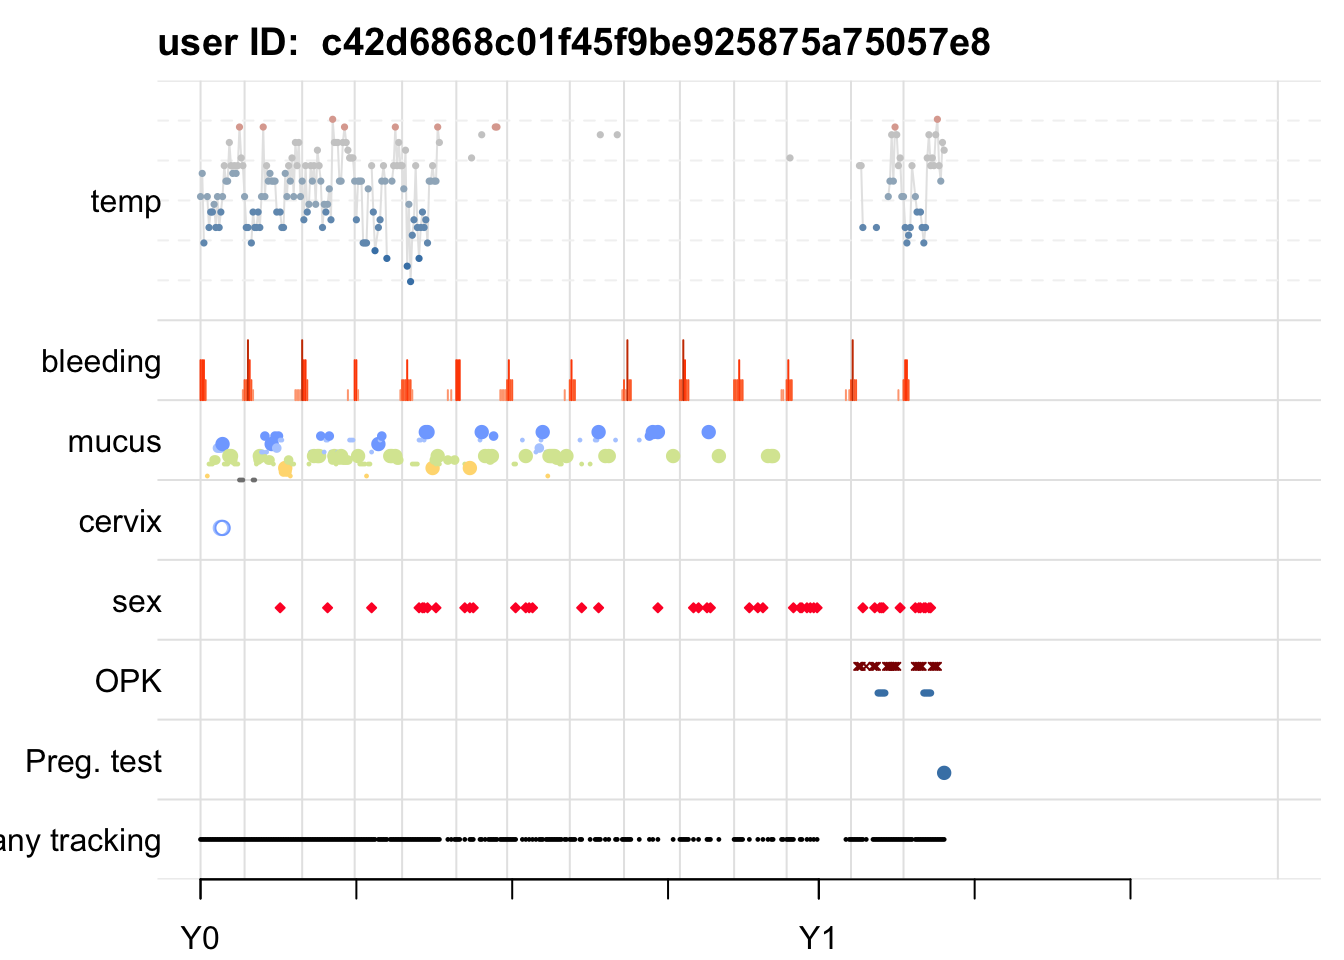 user ID:  c42d6868c01f45f9be925875a75057e8
temp
bleeding
mucus
cervix
sex
OPK
Preg. test
any tracking
Y0 Y1